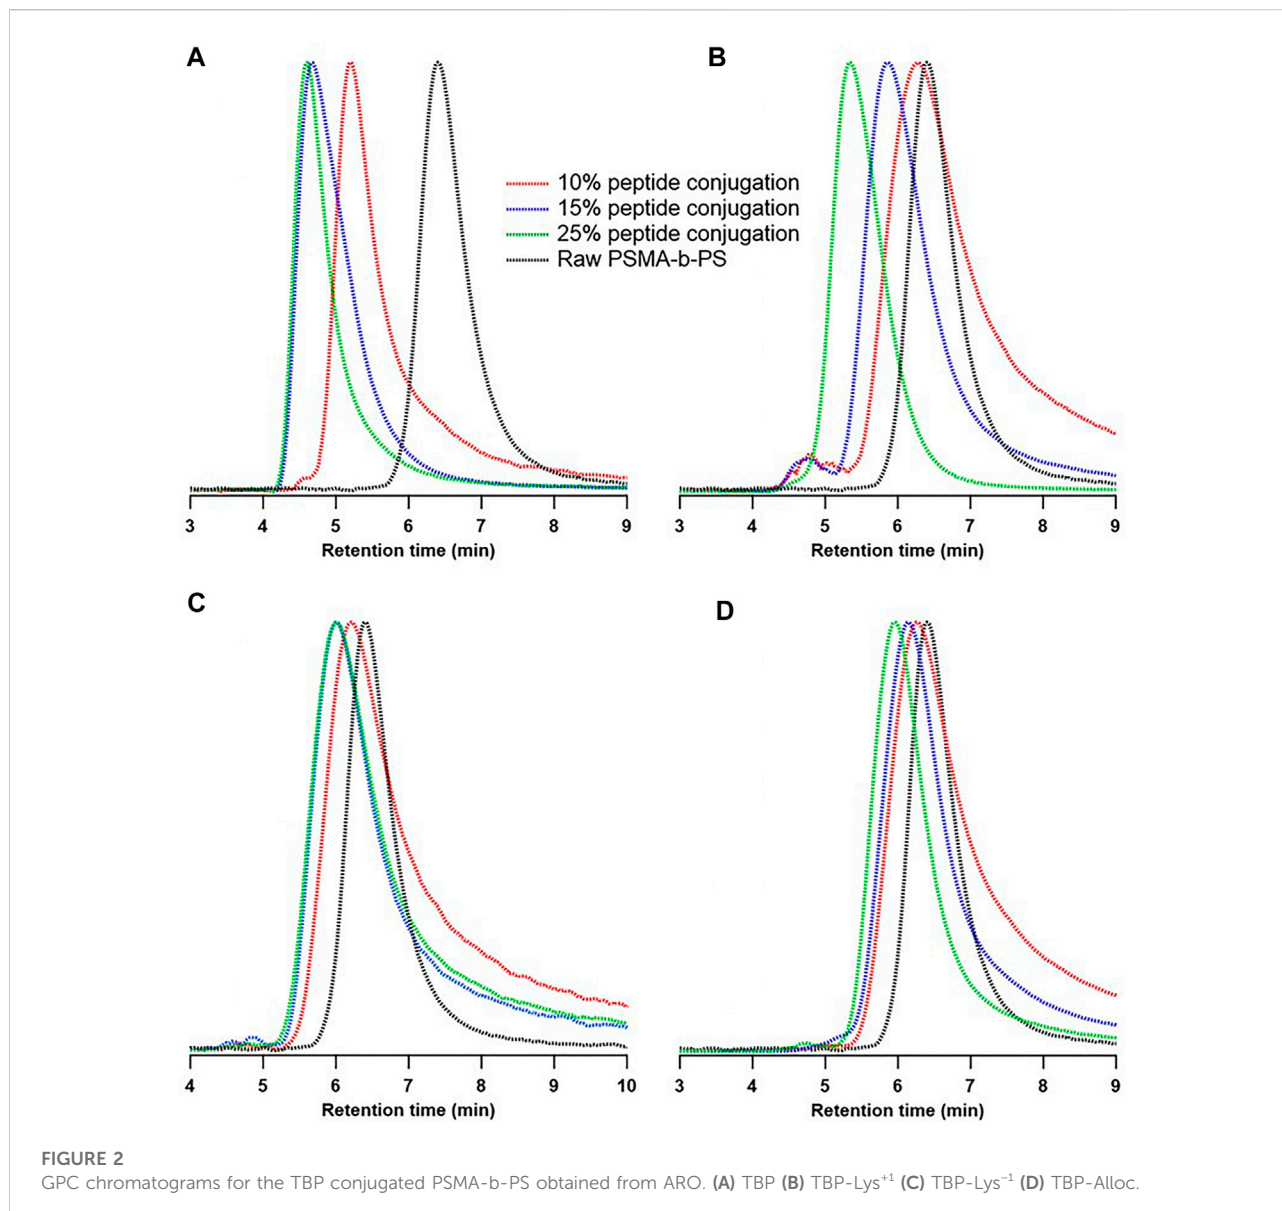 A
B
10% peptide conjugation
15% peptide conjugation
25% peptide conjugation
Raw PSMA-b-PS
3 4 5 6 7 8 9
Retention time (min)
3 4 5 6 7 8 9
Retention time (min)
C
D
4 5 6 7 8 9 10
Retention time (min)
3 4 5 6 7 8 9
Retention time (min)
FIGURE 2
GPC chromatograms for the TBP conjugated PSMA-b-PS obtained from ARO. (A) TBP (B) TBP-Lys⁺¹ (C) TBP-Lys⁻¹ (D) TBP-Alloc.